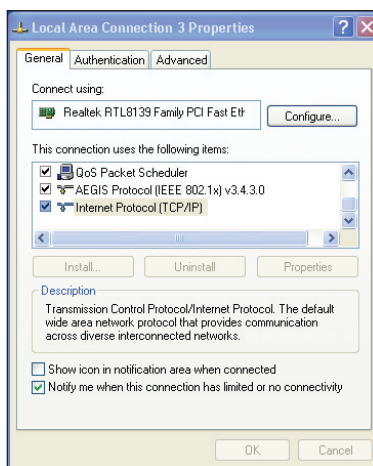 Local Area Connection 3 Properties
General Authentication Advanced
Connect using:
Realtek RTL8139 Family PCI Fast Eth
Configure...
This connection uses the following items:
QoS Packet Scheduler
AEGIS Protocol (IEEE 802.1x) v3.4.3.0
Internet Protocol (TCP/IP)
Install... Uninstall Properties
Description
Transmission Control Protocol/Internet Protocol. The default
wide area network protocol that provides communication
across diverse interconnected networks.
Show icon in notification area when connected
Notify me when this connection has limited or no connectivity
OK Cancel